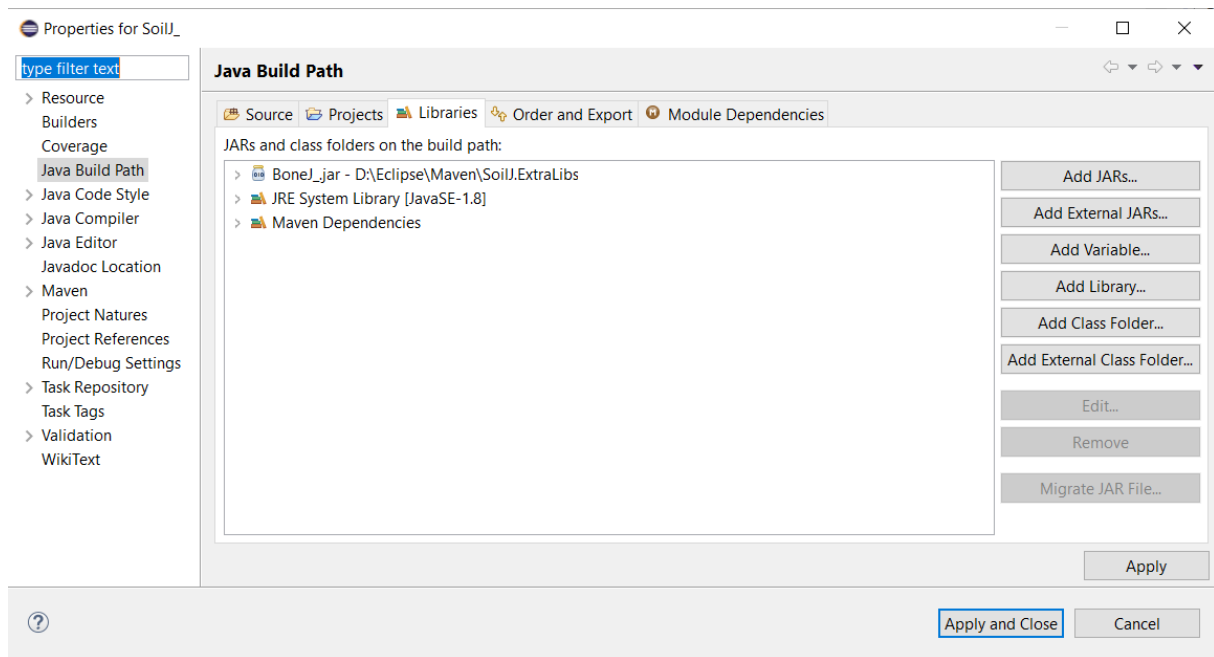 Properties for SoilJ_
type filter text
Resource
Builders
Coverage
Java Build Path
Java Code Style
Java Compiler
Java Editor
Javadoc Location
Maven
Project Natures
Project References
Run/Debug Settings
Task Repository
Task Tags
Validation
WikiText
Java Build Path
Source Projects Libraries Order and Export Module Dependencies
JARs and class folders on the build path:
BoneJ_jar - D:\Eclipse\Maven\SoilJ.ExtraLibs
JRE System Library [JavaSE-1.8]
Maven Dependencies
Add JARs...
Add External JARs...
Add Variable...
Add Library...
Add Class Folder...
Add External Class Folder...
Edit...
Remove
Migrate JAR File...
Apply
Apply and Close Cancel